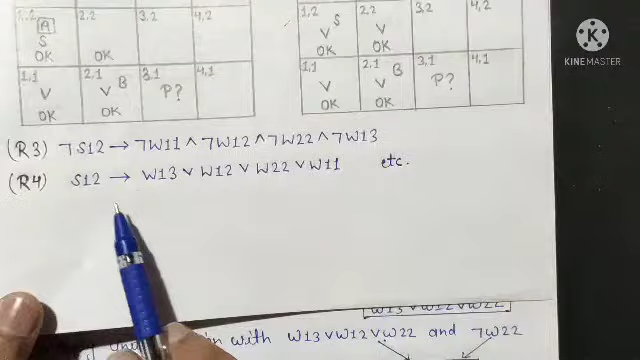 1,2 A 2,2 3,2 4,2 1,2 S 2,2 3,2 4,2
S V V
OK OK OK OK
1,1 2,1 B 3,1 4,1 1,1 2,1 B 3,1 4,1
V V P? V V P?
OK OK OK OK
KINEMASTER
(R3) ¬S12 → ¬W11 ∧ ¬W12 ∧ ¬W22 ∧ ¬W13
(R4) S12 → W13 ∨ W12 ∨ W22 ∨ W11 etc.
W13 ∨ W12 ∨ W22
with W13 ∨ W12 ∨ W22 and ¬W22